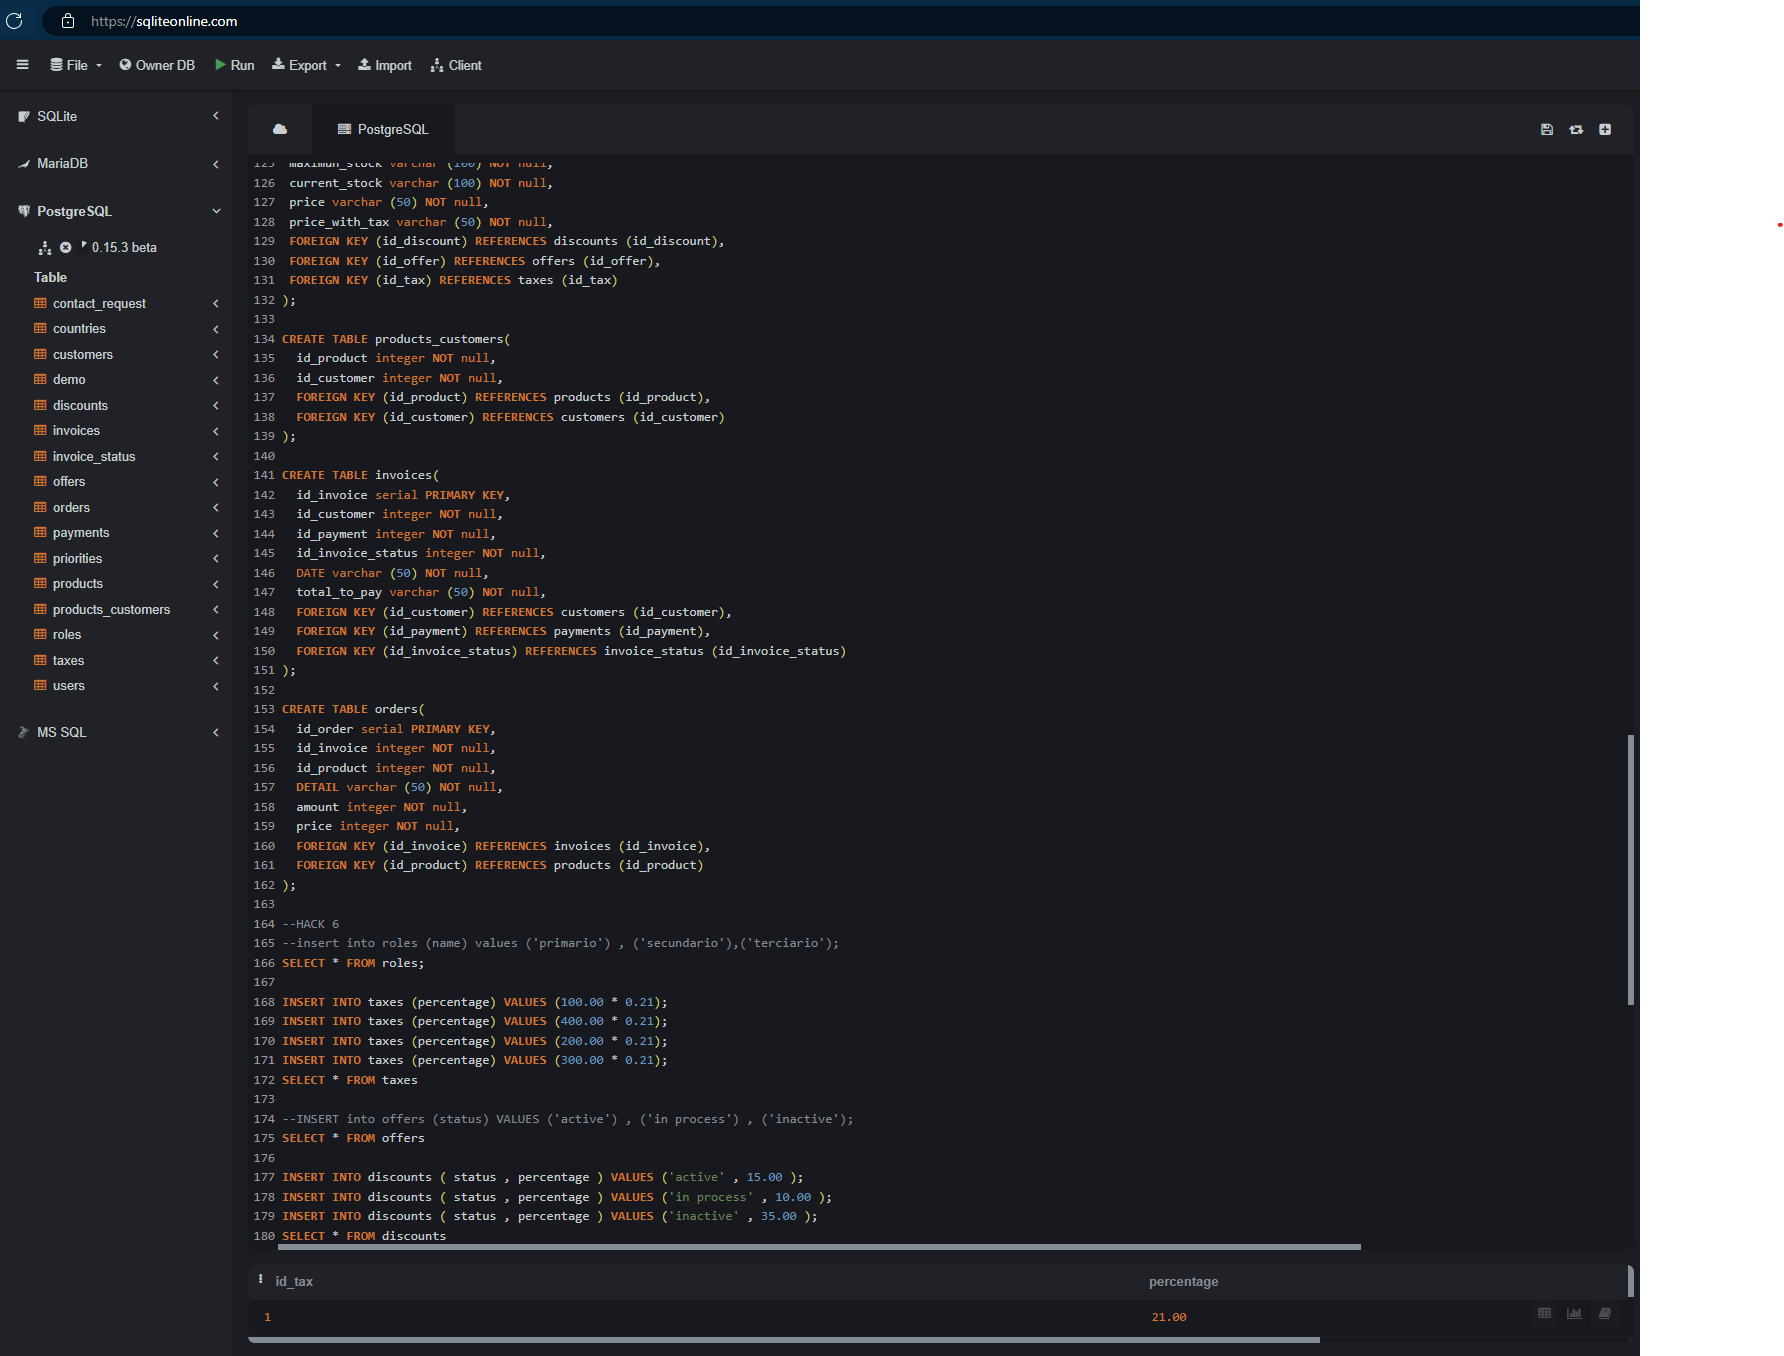 https://sqliteonline.com
File Owner DB Run Export Import Client
SQLite
MariaDB
PostgreSQL
0.15.3 beta
Table
contact_request
countries
customers
demo
discounts
invoices
invoice_status
offers
orders
payments
priorities
products
products_customers
roles
taxes
users
MS SQL
PostgreSQL
125 maximun_stock varchar (100) NOT null,
126 current_stock varchar (100) NOT null,
127 price varchar (50) NOT null,
128 price_with_tax varchar (50) NOT null,
129 FOREIGN KEY (id_discount) REFERENCES discounts (id_discount),
130 FOREIGN KEY (id_offer) REFERENCES offers (id_offer),
131 FOREIGN KEY (id_tax) REFERENCES taxes (id_tax)
132 );
133
134 CREATE TABLE products_customers(
135 id_product integer NOT null,
136 id_customer integer NOT null,
137 FOREIGN KEY (id_product) REFERENCES products (id_product),
138 FOREIGN KEY (id_customer) REFERENCES customers (id_customer)
139 );
140
141 CREATE TABLE invoices(
142 id_invoice serial PRIMARY KEY,
143 id_customer integer NOT null,
144 id_payment integer NOT null,
145 id_invoice_status integer NOT null,
146 DATE varchar (50) NOT null,
147 total_to_pay varchar (50) NOT null,
148 FOREIGN KEY (id_customer) REFERENCES customers (id_customer),
149 FOREIGN KEY (id_payment) REFERENCES payments (id_payment),
150 FOREIGN KEY (id_invoice_status) REFERENCES invoice_status (id_invoice_status)
151 );
152
153 CREATE TABLE orders(
154 id_order serial PRIMARY KEY,
155 id_invoice integer NOT null,
156 id_product integer NOT null,
157 DETAIL varchar (50) NOT null,
158 amount integer NOT null,
159 price integer NOT null,
160 FOREIGN KEY (id_invoice) REFERENCES invoices (id_invoice),
161 FOREIGN KEY (id_product) REFERENCES products (id_product)
162 );
163
164 --HACK 6
165 --insert into roles (name) values ('primario') , ('secundario'),('terciario');
166 SELECT * FROM roles;
167
168 INSERT INTO taxes (percentage) VALUES (100.00 * 0.21);
169 INSERT INTO taxes (percentage) VALUES (400.00 * 0.21);
170 INSERT INTO taxes (percentage) VALUES (200.00 * 0.21);
171 INSERT INTO taxes (percentage) VALUES (300.00 * 0.21);
172 SELECT * FROM taxes
173
174 --INSERT into offers (status) VALUES ('active') , ('in process') , ('inactive');
175 SELECT * FROM offers
176
177 INSERT INTO discounts ( status , percentage ) VALUES ('active' , 15.00 );
178 INSERT INTO discounts ( status , percentage ) VALUES ('in process' , 10.00 );
179 INSERT INTO discounts ( status , percentage ) VALUES ('inactive' , 35.00 );
180 SELECT * FROM discounts
id_tax percentage
1 21.00